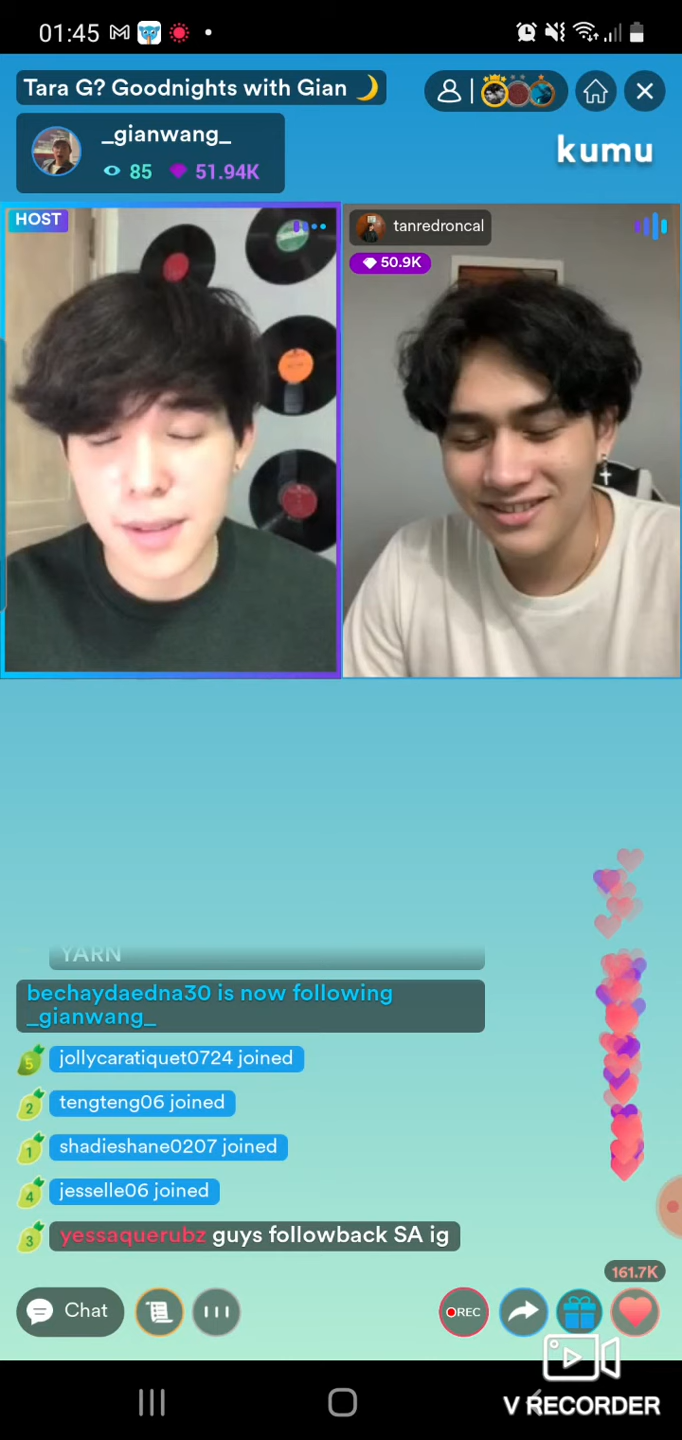 01:45
Tara G? Goodnights with Gian
_gianwang_
85 51.94K
kumu
HOST
tanredroncal
50.9K
YARN
bechaydaedna30 is now following
_gianwang_
5 jollycaratiquet0724 joined
2 tengteng06 joined
1 shadieshane0207 joined
4 jesselle06 joined
3 yessaquerubz guys followback SA ig
161.7K
Chat
REC
V RECORDER